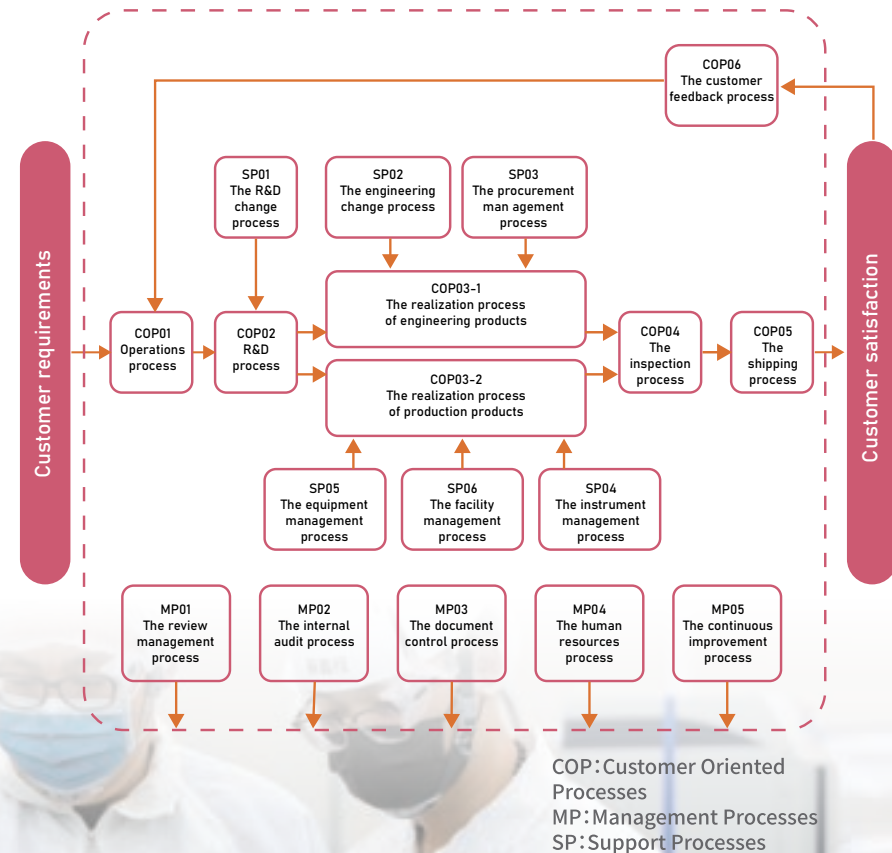 COP06
The customer
feedback process
SP01
The R&D
change
process
SP02
The engineering
change process
SP03
The procurement
man agement
process
Customer requirements
COP01
Operations
process
COP02
R&D
process
COP03-1
The realization process
of engineering products
COP03-2
The realization process
of production products
COP04
The
inspection
process
COP05
The
shipping
process
Customer satisfaction
SP05
The equipment
management
process
SP06
The facility
management
process
SP04
The instrument
management
process
MP01
The review
management
process
MP02
The internal
audit process
MP03
The document
control process
MP04
The human
resources
process
MP05
The continuous
improvement
process
COP：Customer Oriented
Processes
MP：Management Processes
SP：Support Processes